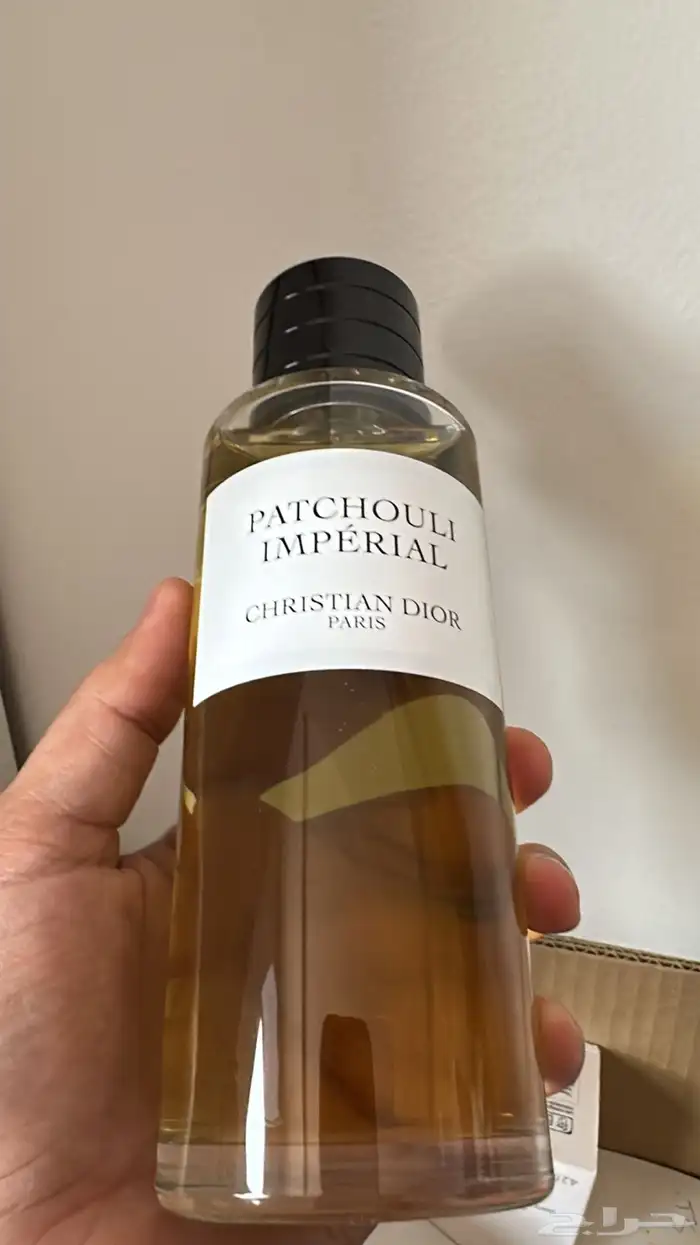 PATCHOULI
IMPÉRIAL
CHRISTIAN DIOR
PARIS
حراج